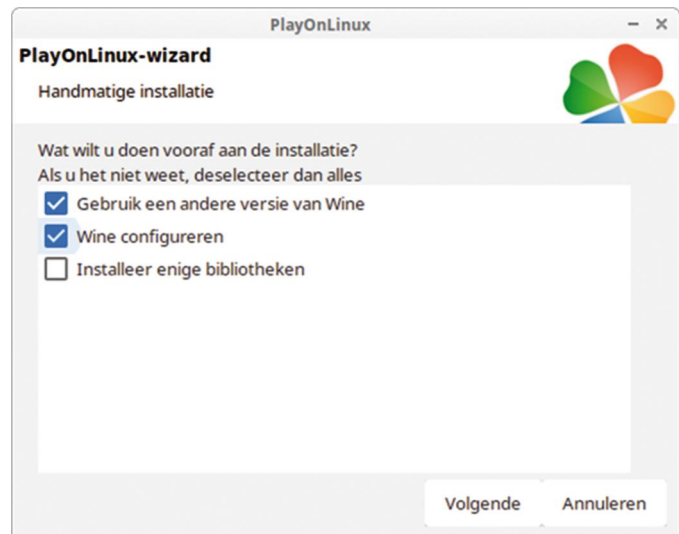 PlayOnLinux
PlayOnLinux-wizard
Handmatige installatie
Wat wilt u doen vooraf aan de installatie?
Als u het niet weet, deselecteer dan alles
Gebruik een andere versie van Wine
Wine configureren
Installeer enige bibliotheken
Volgende
Annuleren